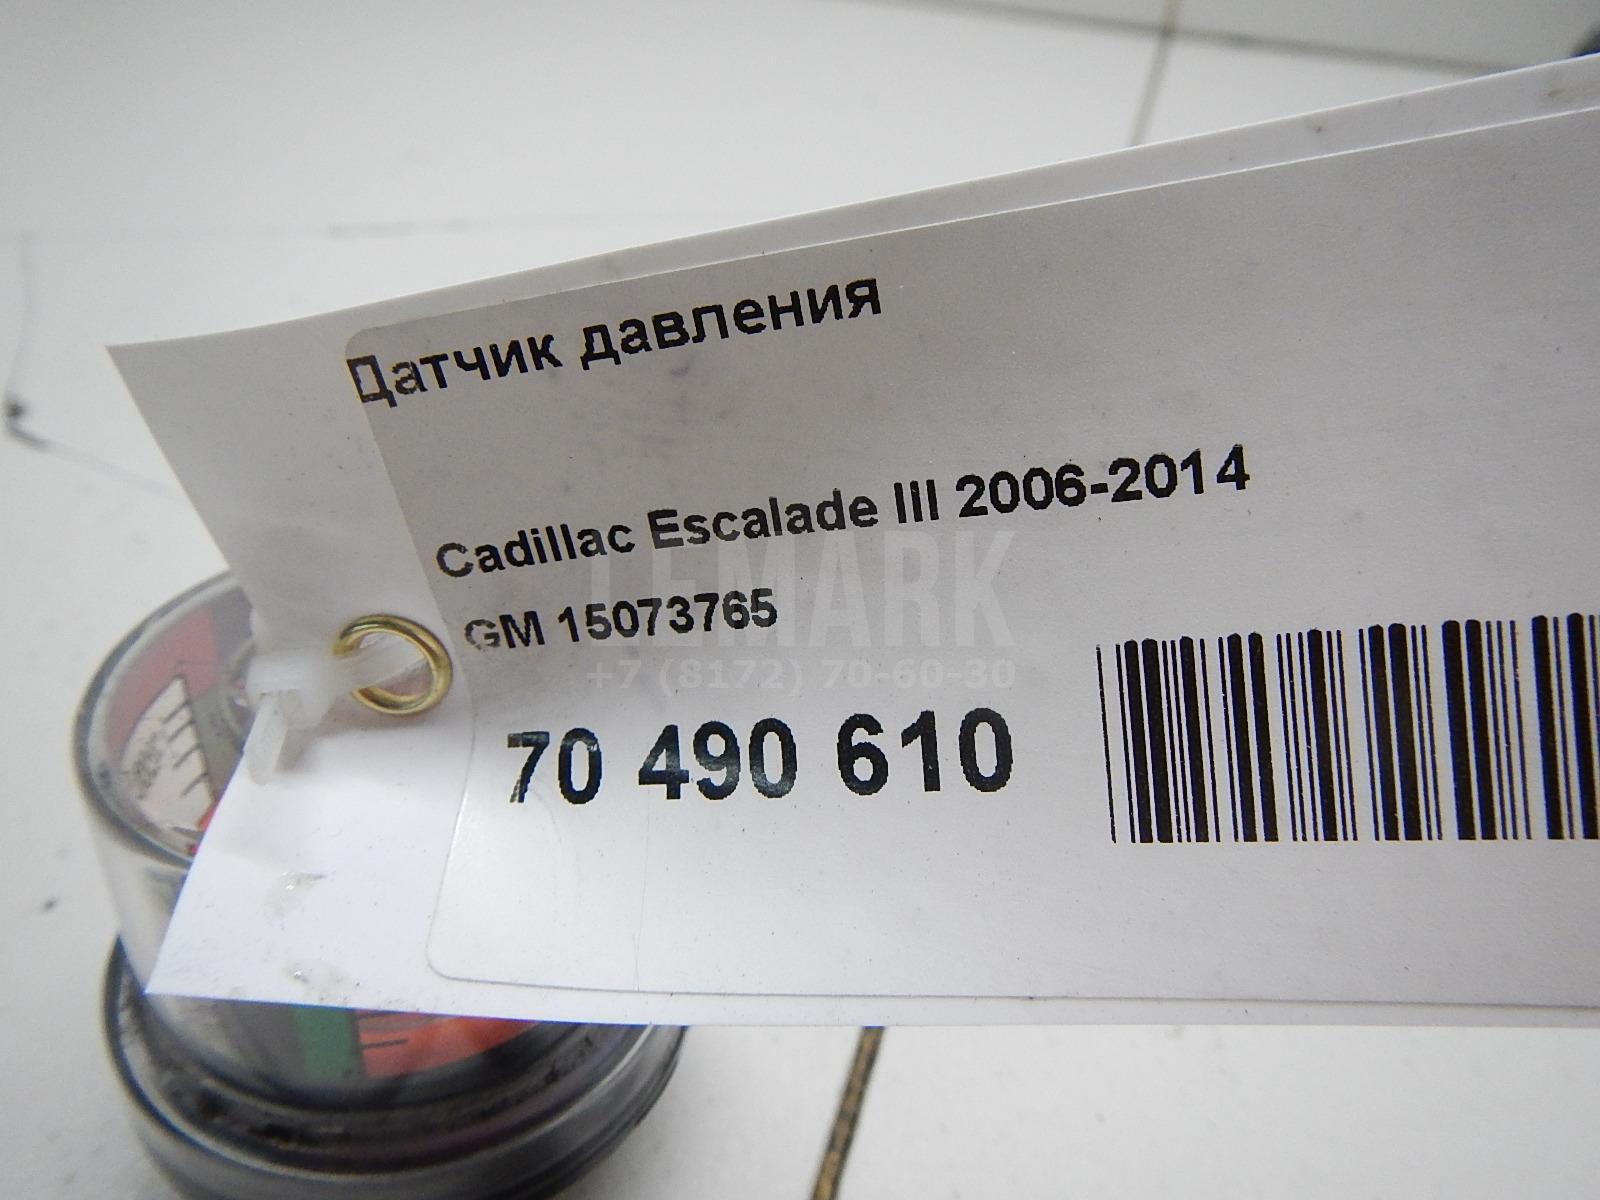 Датчик давления
Cadillac Escalade III 2006-2014
GM 15073765
LEMARK
+7 (8172) 70-60-30
70 490 610